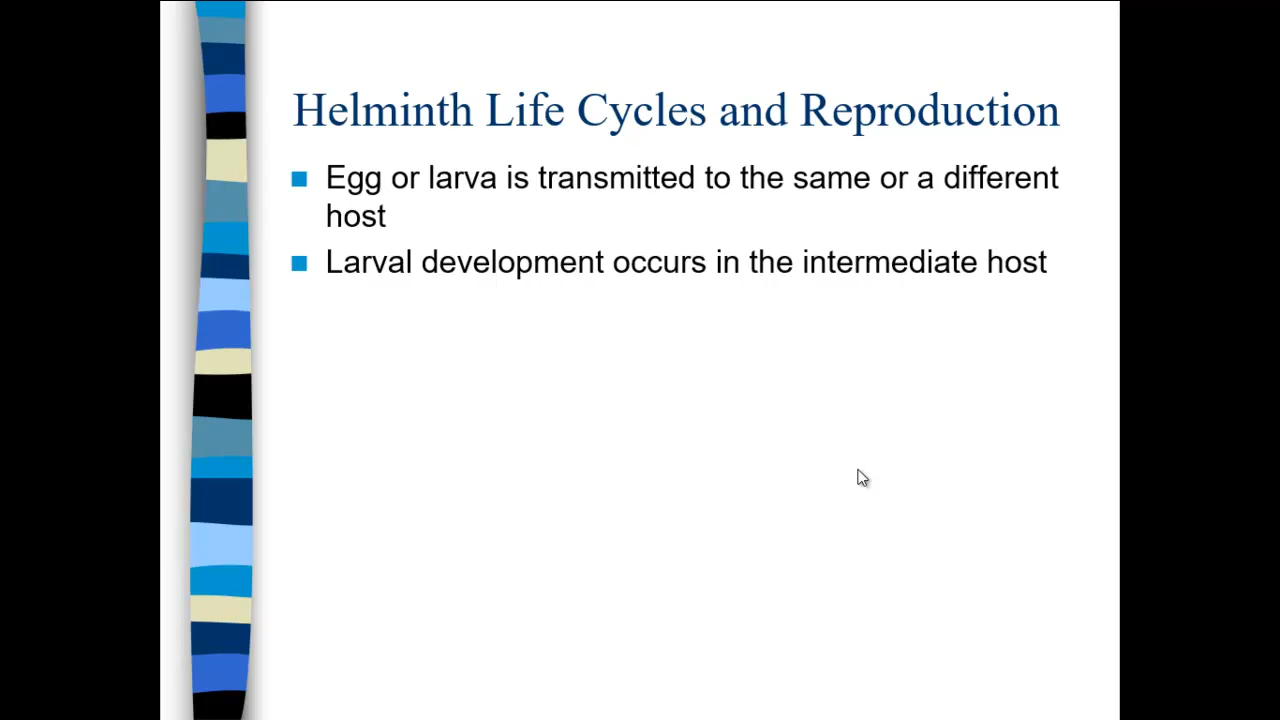 Helminth Life Cycles and Reproduction
Egg or larva is transmitted to the same or a different
host
Larval development occurs in the intermediate host